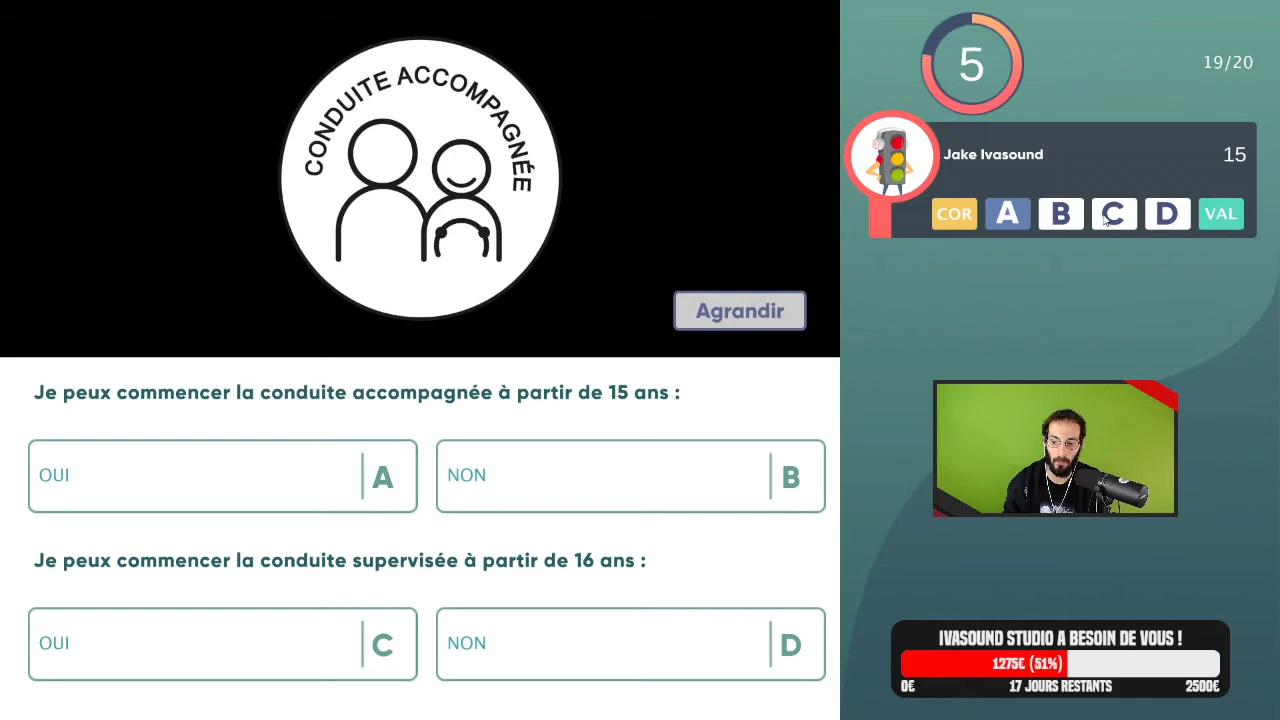 CONDUITE ACCOMPAGNÉE
Agrandir
Je peux commencer la conduite accompagnée à partir de 15 ans :
OUI A
NON B
Je peux commencer la conduite supervisée à partir de 16 ans :
OUI C
NON D
5
19/20
Jake Ivasound
15
COR A B C D VAL
IVASOUND STUDIO A BESOIN DE VOUS !
1275€ (51%)
0€ 17 JOURS RESTANTS 2500€